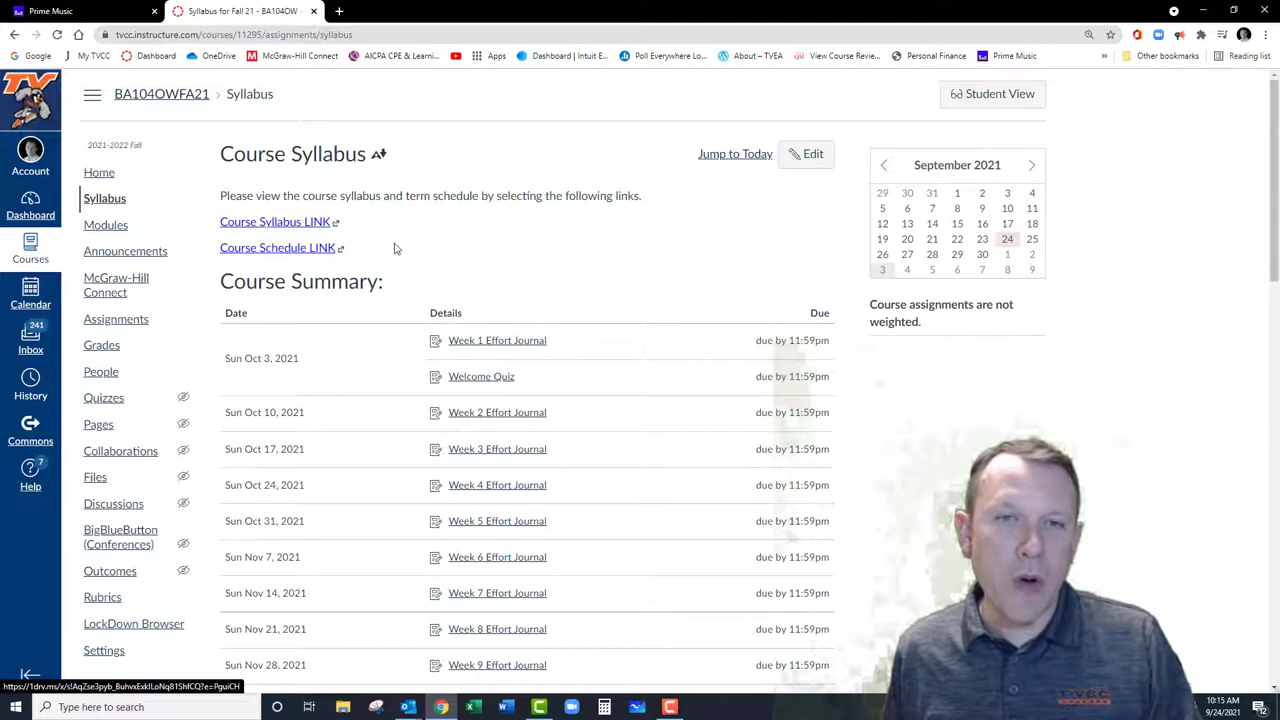 Prime Music
Syllabus for Fall 21 - BA104OW
tvcc.instructure.com/courses/11295/assignments/syllabus
Google
My TVCC
Dashboard
OneDrive
McGraw-Hill Connect
AICPA CPE & Learni...
Apps
Dashboard | Intuit E...
Poll Everywhere Lo...
About – TVEA
View Course Revie...
Personal Finance
Prime Music
»
Other bookmarks
Reading list
TV
BA104OWFA21 › Syllabus
Student View
2021-2022 Fall
Account
Dashboard
Courses
Calendar
241
Inbox
History
Commons
7
Help
Home
Syllabus
Modules
Announcements
McGraw-Hill
Connect
Assignments
Grades
People
Quizzes
Pages
Collaborations
Files
Discussions
BigBlueButton
(Conferences)
Outcomes
Rubrics
LockDown Browser
Settings
Course Syllabus
Jump to Today
Edit
Please view the course syllabus and term schedule by selecting the following links.
Course Syllabus LINK
Course Schedule LINK
Course Summary:
Date Details Due
Sun Oct 3, 2021 Week 1 Effort Journal due by 11:59pm
Welcome Quiz due by 11:59pm
Sun Oct 10, 2021 Week 2 Effort Journal due by 11:59pm
Sun Oct 17, 2021 Week 3 Effort Journal due by 11:59pm
Sun Oct 24, 2021 Week 4 Effort Journal due by 11:59pm
Sun Oct 31, 2021 Week 5 Effort Journal due by 11:59pm
Sun Nov 7, 2021 Week 6 Effort Journal due by 11:59pm
Sun Nov 14, 2021 Week 7 Effort Journal due by 11:59pm
Sun Nov 21, 2021 Week 8 Effort Journal due by 11:59pm
Sun Nov 28, 2021 Week 9 Effort Journal due by 11:59pm
September 2021
29 30 31 1 2 3 4
5 6 7 8 9 10 11
12 13 14 15 16 17 18
19 20 21 22 23 24 25
26 27 28 29 30 1 2
3 4 5 6 7 8 9
Course assignments are not
weighted.
TVCC
Type here to search
10:15 AM
9/24/2021
12